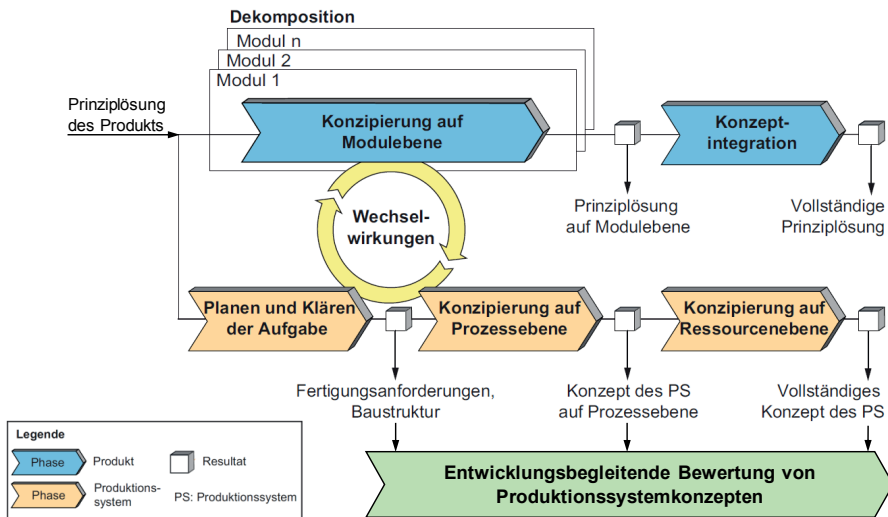 Dekomposition
Modul n
Modul 2
Modul 1
Prinziplösung
des Produkts
Konzipierung auf
Modulebene
Konzept-
integration
Prinziplösung
auf Modulebene
Vollständige
Prinziplösung
Wechsel-
wirkungen
Planen und Klären
der Aufgabe
Konzipierung auf
Prozessebene
Konzipierung auf
Ressourcenebene
Fertigungsanforderungen,
Baustruktur
Konzept des PS
auf Prozessebene
Vollständiges
Konzept des PS
Legende
Phase
Produkt
Resultat
Phase
Produktions-
system
PS: Produktionssystem
Entwicklungsbegleitende Bewertung von
Produktionssystemkonzepten